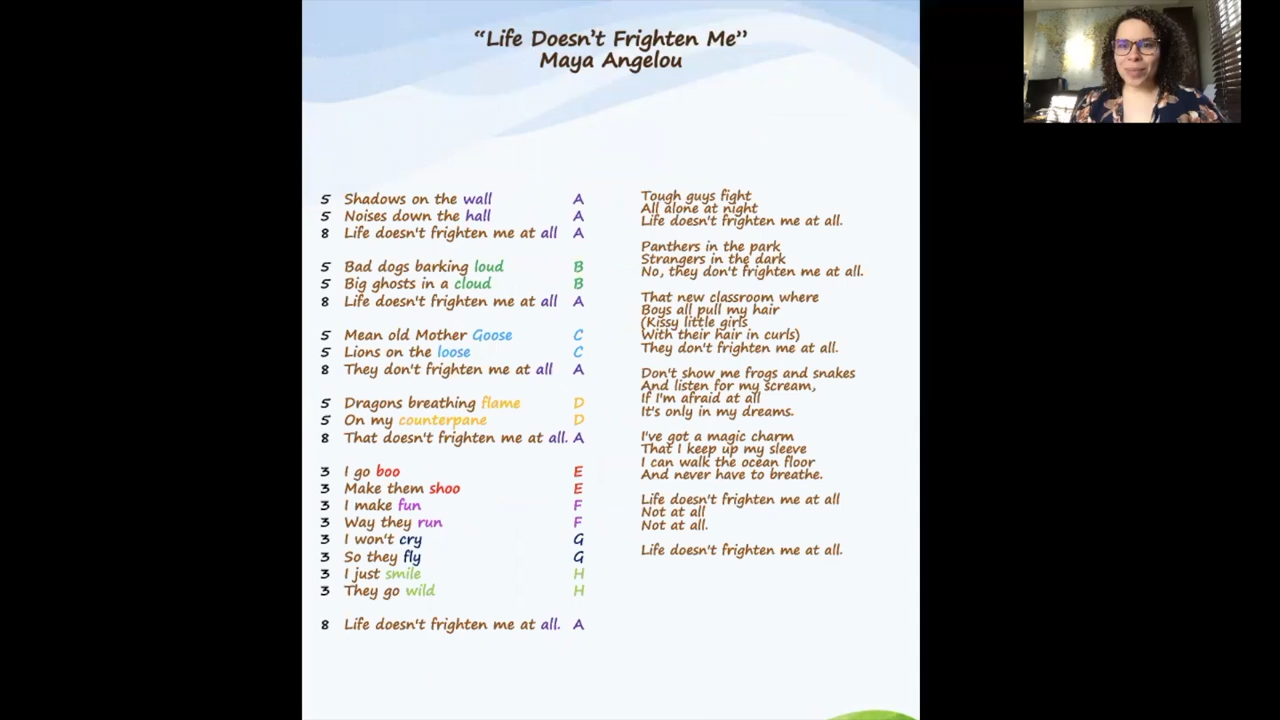 “Life Doesn’t Frighten Me”
Maya Angelou
5 Shadows on the wall A
5 Noises down the hall A
8 Life doesn't frighten me at all A
5 Bad dogs barking loud B
5 Big ghosts in a cloud B
8 Life doesn't frighten me at all A
5 Mean old Mother Goose C
5 Lions on the loose C
8 They don't frighten me at all A
5 Dragons breathing flame D
5 On my counterpane D
8 That doesn't frighten me at all. A
3 I go boo E
3 Make them shoo E
3 I make fun F
3 Way they run F
3 I won't cry G
3 So they fly G
3 I just smile H
3 They go wild H
8 Life doesn't frighten me at all. A
Tough guys fight
All alone at night
Life doesn't frighten me at all.
Panthers in the park
Strangers in the dark
No, they don't frighten me at all.
That new classroom where
Boys all pull my hair
(Kissy little girls
With their hair in curls)
They don't frighten me at all.
Don't show me frogs and snakes
And listen for my scream,
If I'm afraid at all
It's only in my dreams.
I've got a magic charm
That I keep up my sleeve
I can walk the ocean floor
And never have to breathe.
Life doesn't frighten me at all
Not at all
Not at all.
Life doesn't frighten me at all.